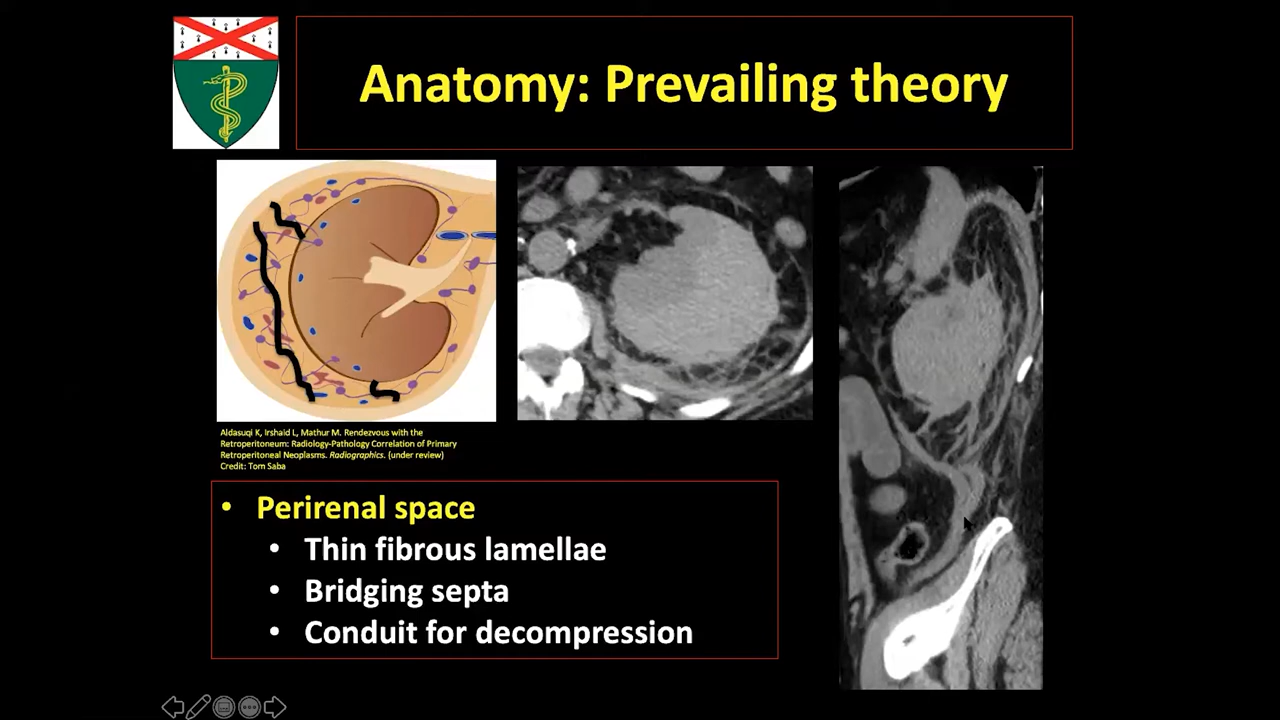 Anatomy: Prevailing theory
Aldasuqi K, Irshaid L, Mathur M. Rendezvous with the
Retroperitoneum: Radiology-Pathology Correlation of Primary
Retroperitoneal Neoplasms. Radiographics. (under review)
Credit: Tom Saba
• Perirenal space
• Thin fibrous lamellae
• Bridging septa
• Conduit for decompression